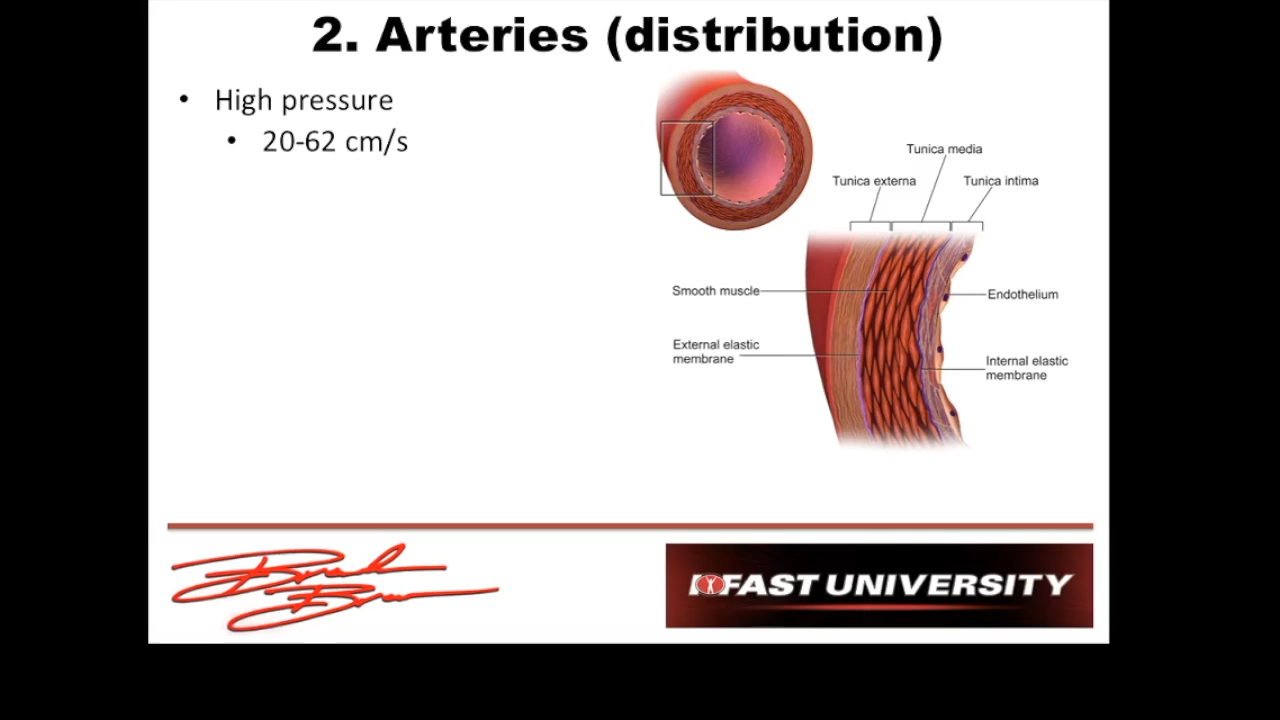 2. Arteries (distribution)
• High pressure
• 20-62 cm/s
Tunica media
Tunica externa
Tunica intima
Smooth muscle
Endothelium
External elastic
membrane
Internal elastic
membrane
FAST UNIVERSITY